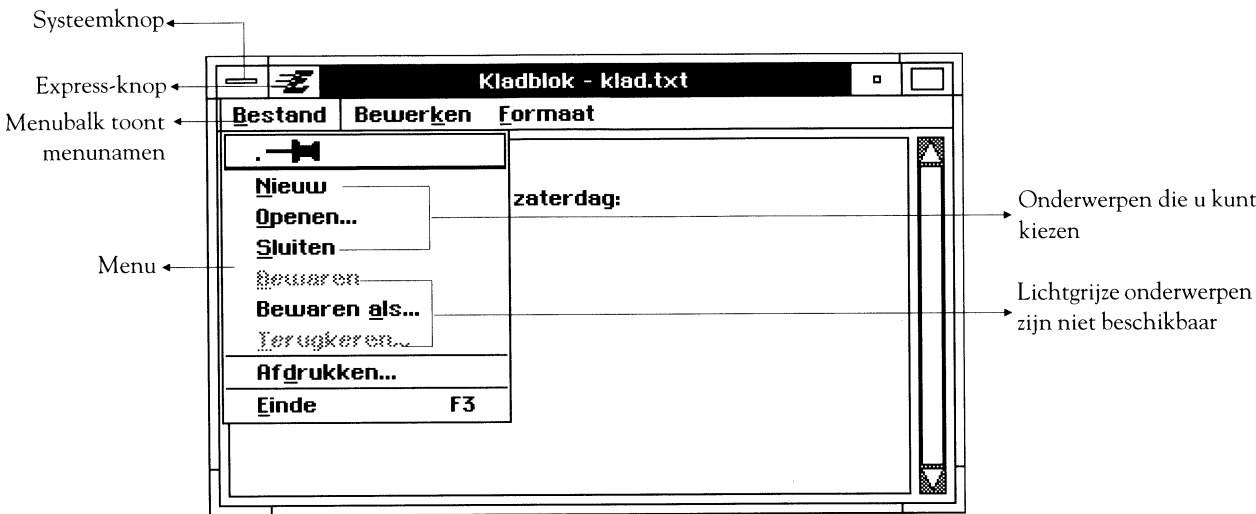 Systeemknop
Express-knop
Menubalk toont
menunamen
Menu
Kladblok - klad.txt
Bestand Bewerken Formaat
Nieuw
Openen...
Sluiten
Bewaren
Bewaren als...
Terugkeren...
Afdrukken...
Einde F3
zaterdag:
Onderwerpen die u kunt
kiezen
Lichtgrijze onderwerpen
zijn niet beschikbaar